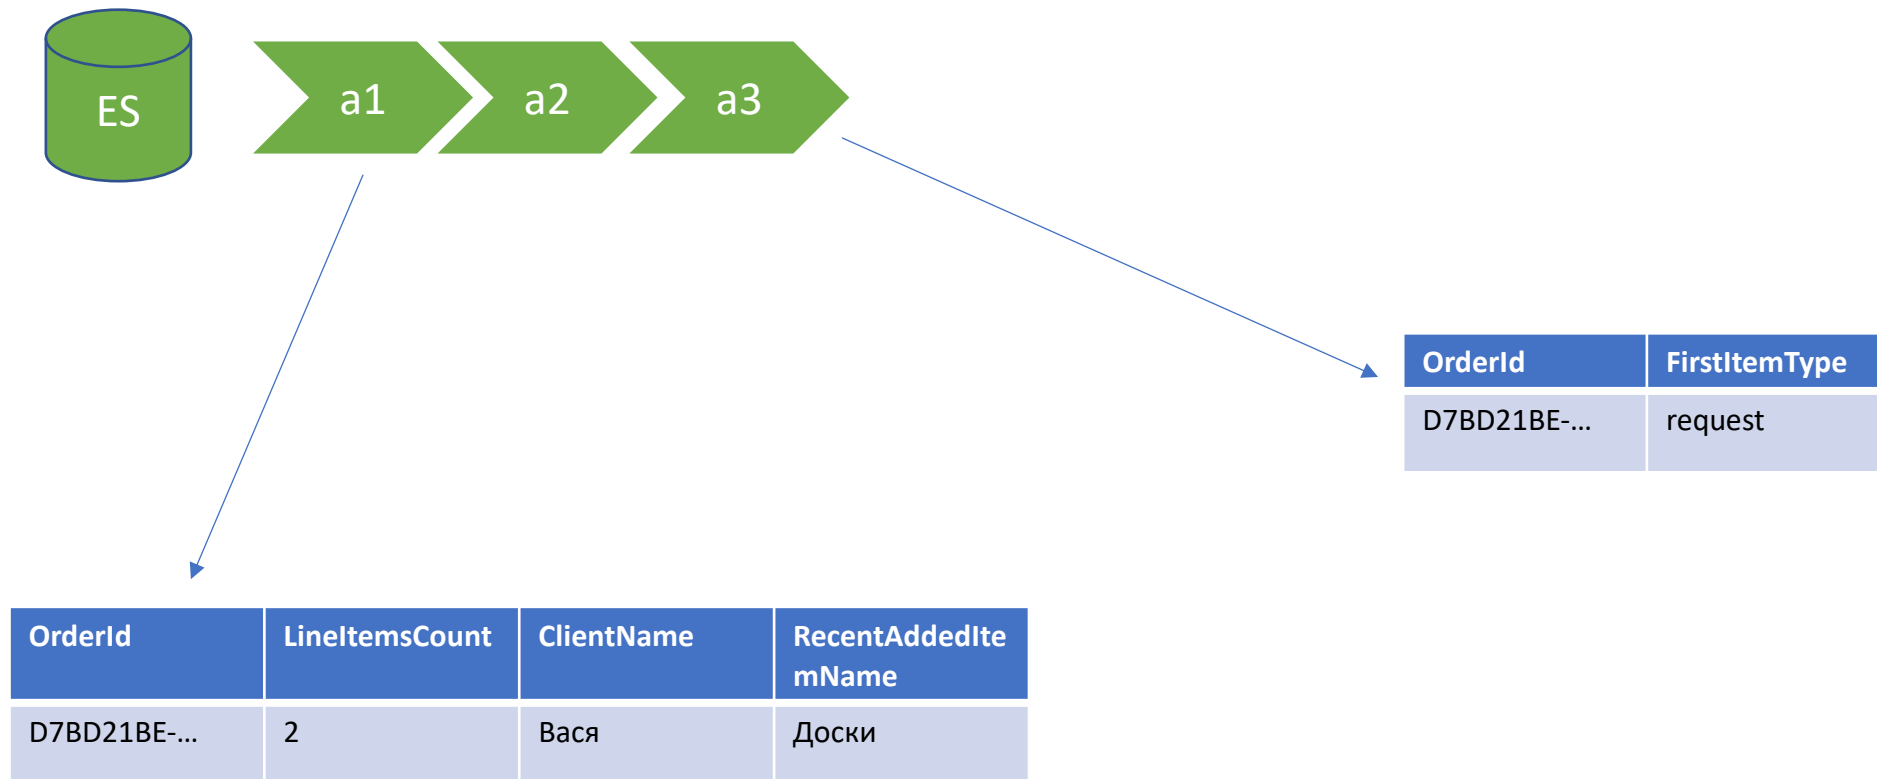 ES
a1
a2
a3
OrderId
FirstItemType
D7BD21BE-…
request
OrderId
LineItemsCount
ClientName
RecentAddedIte
mName
D7BD21BE-…
2
Вася
Доски